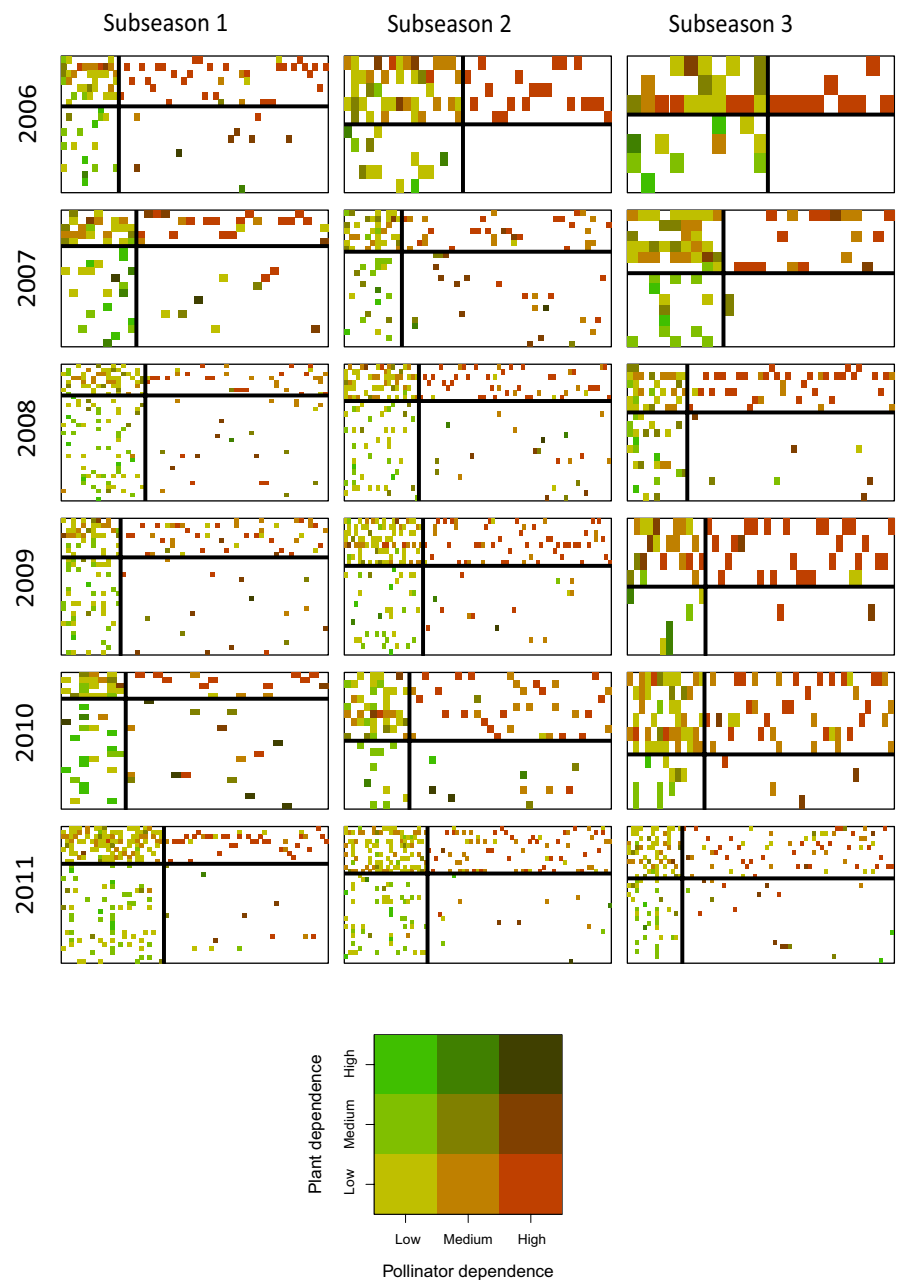 Subseason 1
Subseason 2
Subseason 3
2006
2007
2008
2009
2010
2011
Plant dependence
High
Medium
Low
Low
Medium
High
Pollinator dependence